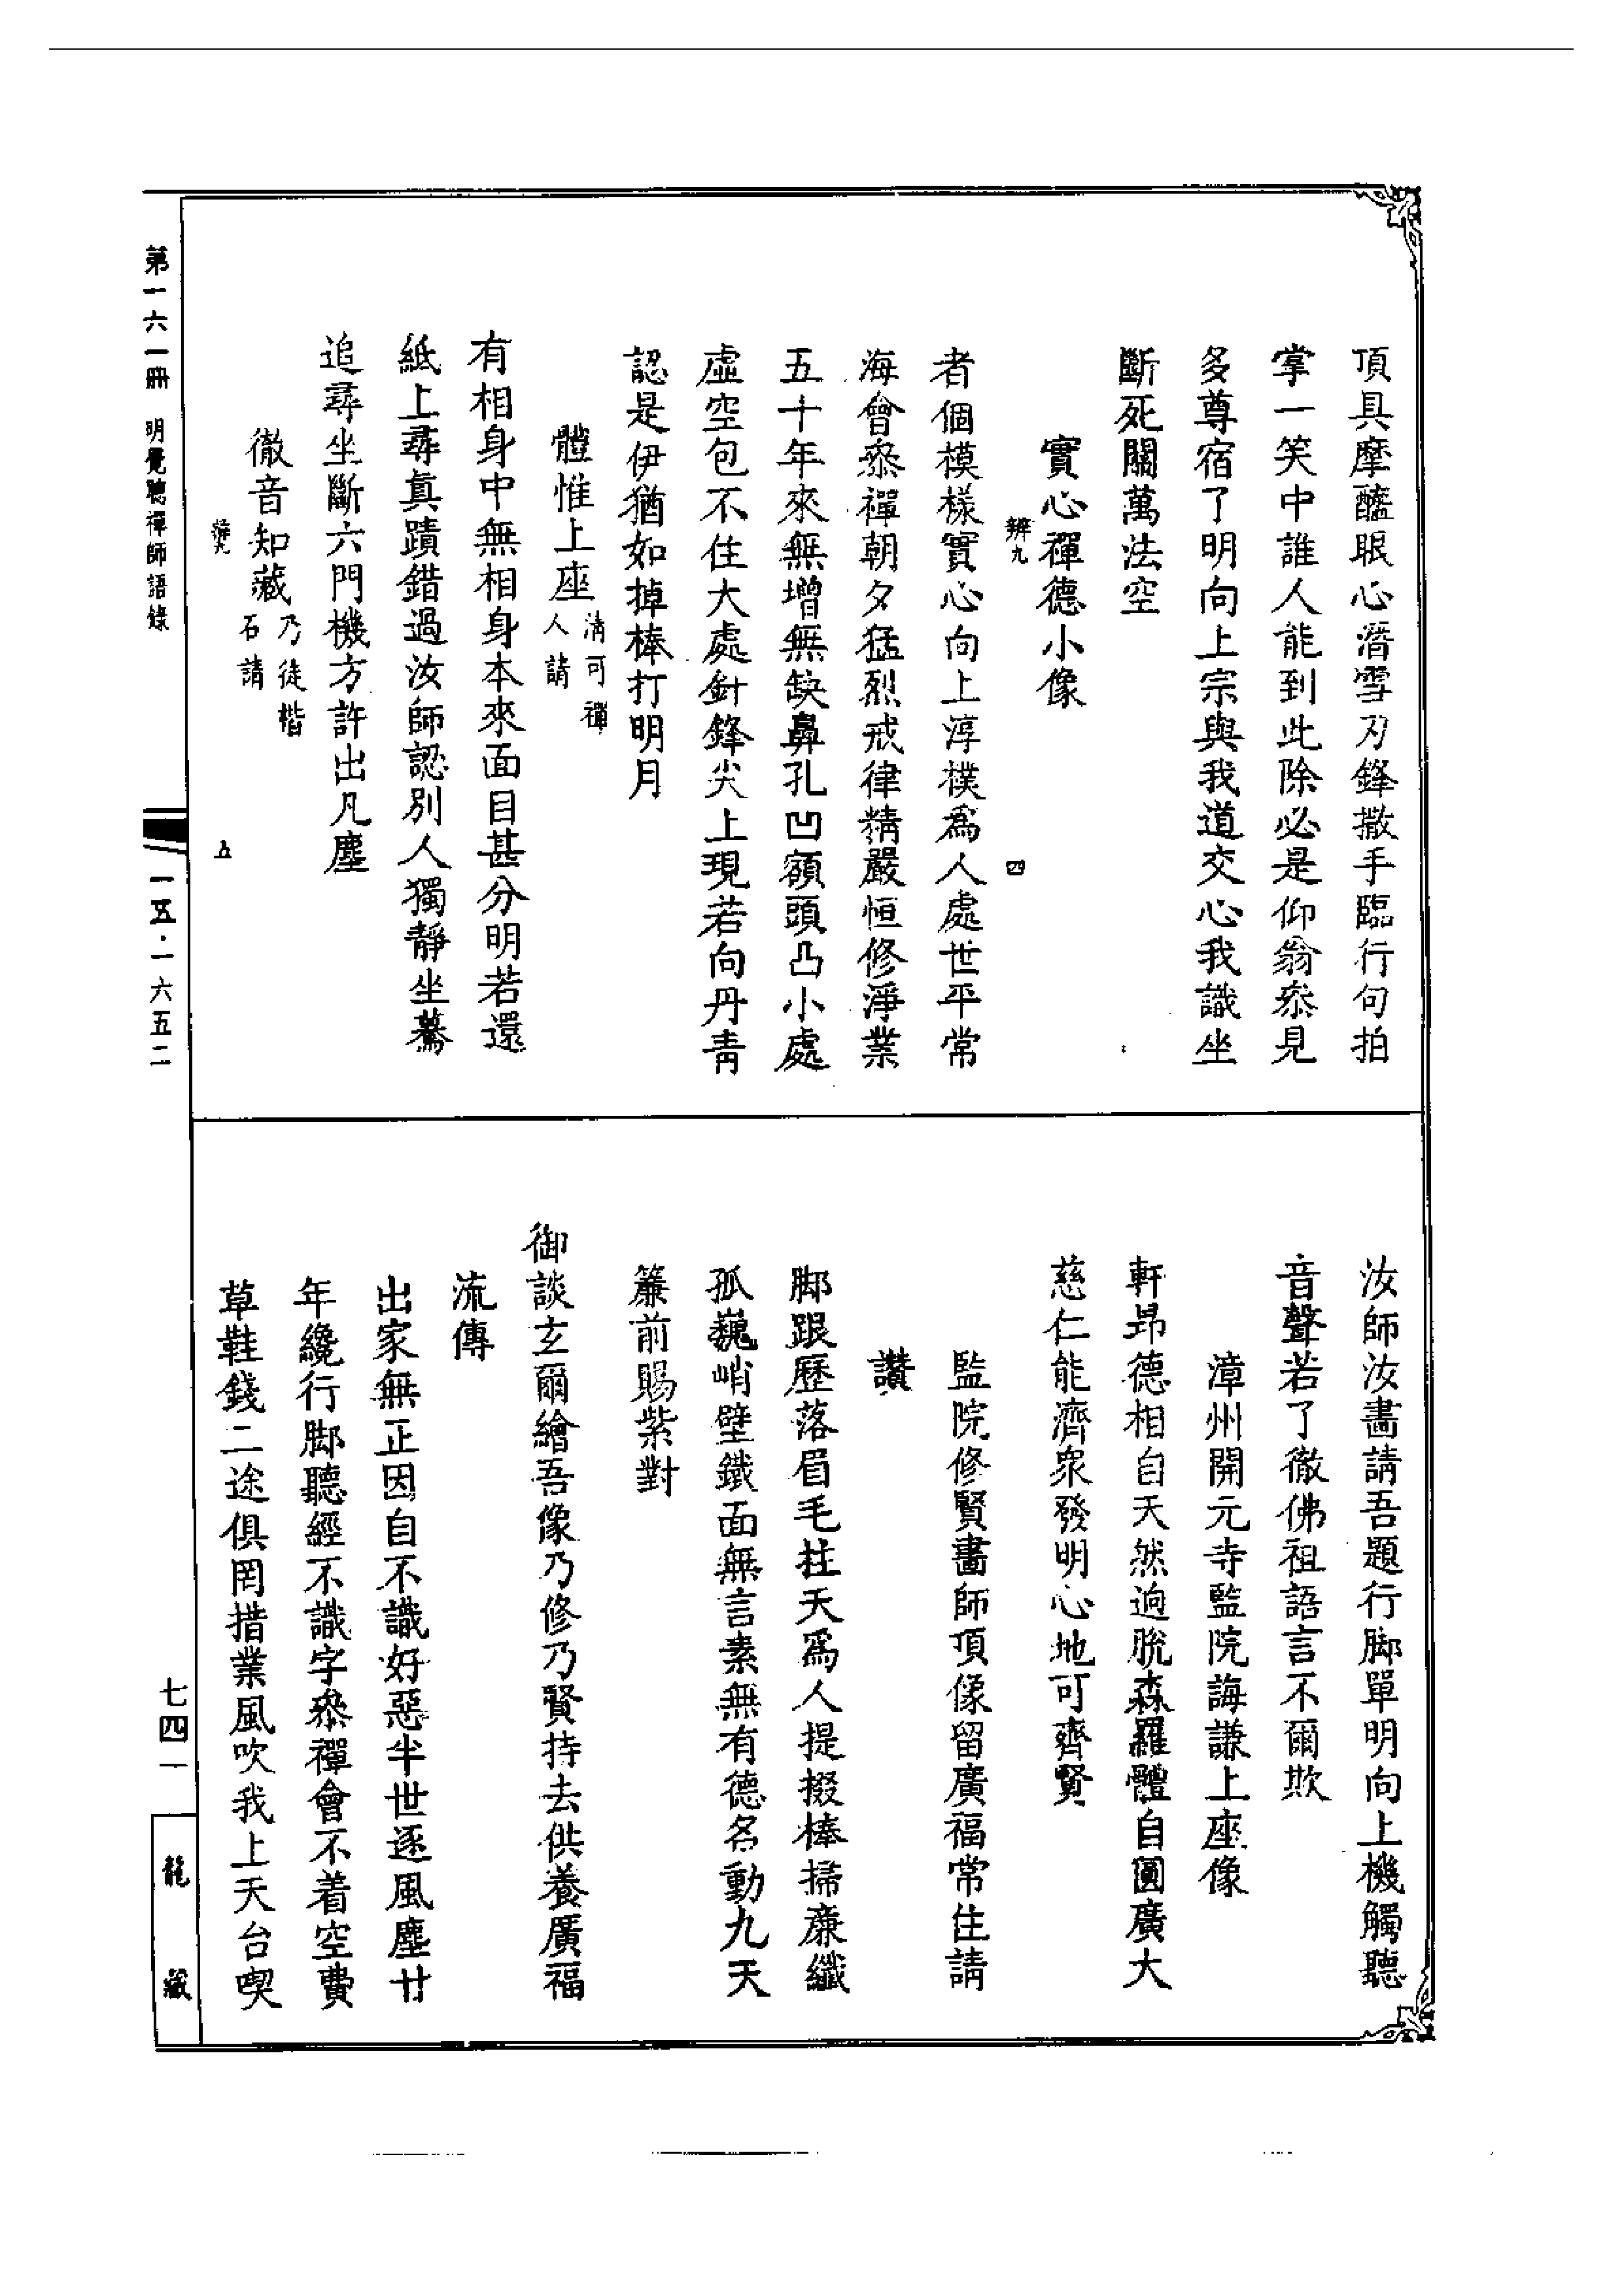 頂具摩醯眼心潛雪刃鋒撒手臨行句拍
掌一笑中誰人能到此除必是仰翁叅見
多尊宿了明向上宗與我道交心我識坐
斷死關萬法空
實心禪德小像
辨九
四
者個模樣實心向上淳樸爲人處世平常
海會叅禪朝夕猛烈戒律精嚴恒修淨業
五十年來無增無缺鼻孔凹額頭凸小處
虛空包不住大處針鋒尖上現若向丹青
認是伊猶如掉棒打明月
體惟上座清可禪人請
有相身中無相身本來面目甚分明若還
紙上尋真蹟錯過汝師認別人獨靜坐驀
追尋坐斷六門機方許出凡塵
徹音知藏乃徒楷石請
辨九
五
汝師汝畵請吾題行脚單明向上機觸聽
音聲若了徹佛祖語言不爾欺
漳州開元寺監院誨謙上座像
軒昂德相自天然迥脫森羅體自圓廣大
慈仁能濟衆發明心地可齊賢
監院修賢畵師頂像留廣福常住請
讚
脚跟歷落眉毛拄天爲人提掇棒掃廉纖
孤巍峭壁鐵面無言素無有德名動九天
簾前賜紫對
御談玄爾繪吾像乃修乃賢持去供養廣福
流傳
出家無正因自不識好惡半世逐風塵廿
年纔行脚聽經不識字叅禪會不着空費
草鞋錢二途俱罔措業風吹我上天台喫
第一六一册 明覺聰禪師語錄
一五·一六五二
七四一
龍藏